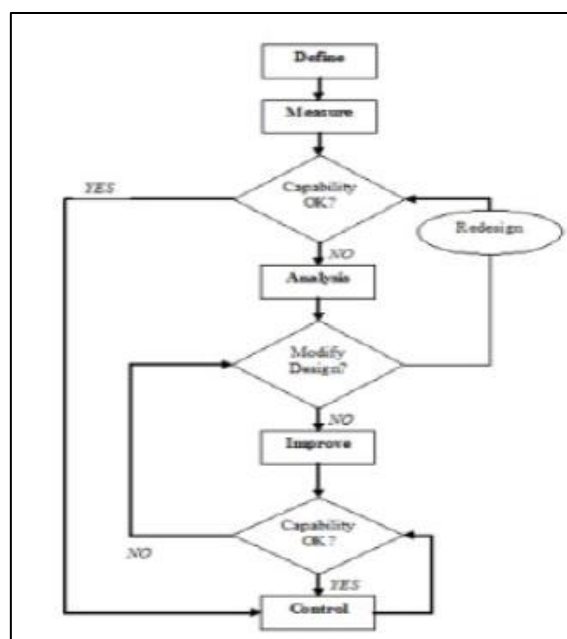 Define
Measure
YES
Capability
OK?
Redesign
NO
Analysis
Modify
Design?
NO
Improve
Capability
OK?
NO
YES
Control